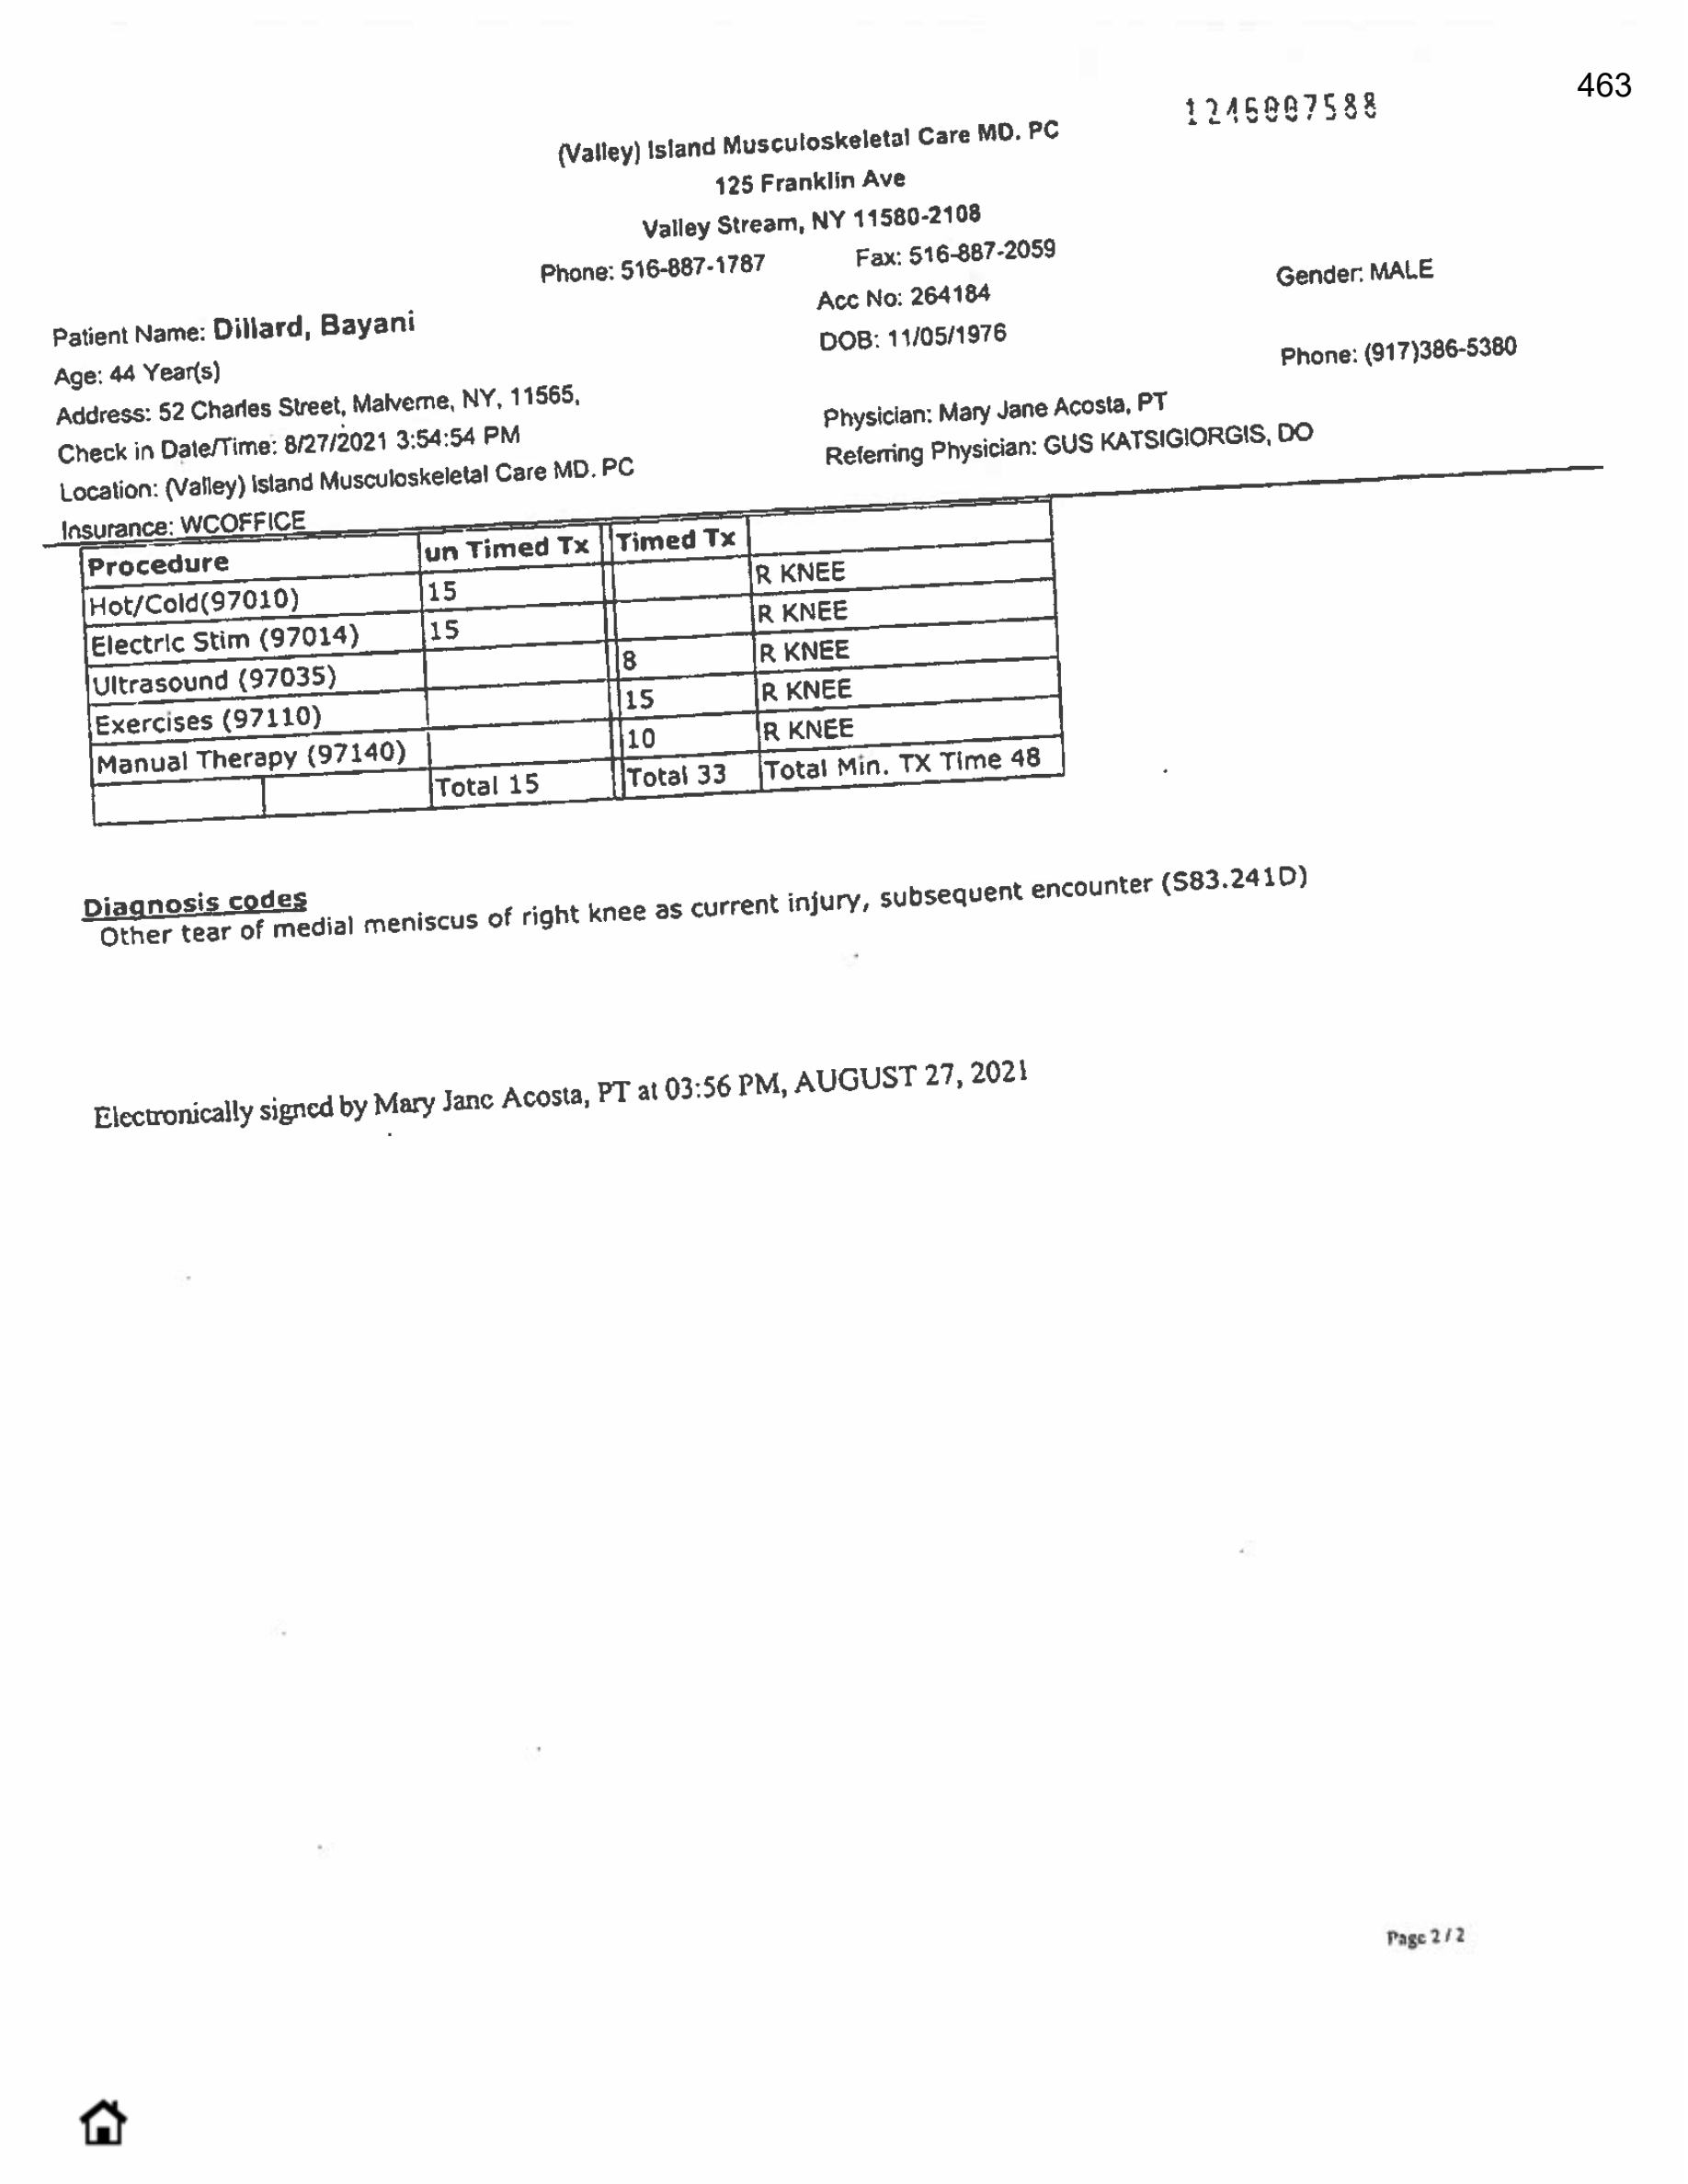 463
1246007588
(Valley) Island Musculoskeletal Care MD. PC
125 Franklin Ave
Valley Stream, NY 11580-2108
Phone: 516-887-1787 Fax: 516-887-2059
Patient Name: Dillard, Bayani Acc No: 264184 Gender: MALE
Age: 44 Year(s) DOB: 11/05/1976
Address: 52 Charles Street, Malverne, NY, 11565, Phone: (917)386-5380
Check in Date/Time: 8/27/2021 3:54:54 PM Physician: Mary Jane Acosta, PT
Location: (Valley) Island Musculoskeletal Care MD. PC Referring Physician: GUS KATSIGIORGIS, DO
Insurance: WCOFFICE
Procedure un Timed Tx Timed Tx
Hot/Cold(97010) 15 R KNEE
Electric Stim (97014) 15 R KNEE
Ultrasound (97035) 8 R KNEE
Exercises (97110) 15 R KNEE
Manual Therapy (97140) 10 R KNEE
Total 15 Total 33 Total Min. TX Time 48
Diagnosis codes
Other tear of medial meniscus of right knee as current injury, subsequent encounter (S83.241D)
Electronically signed by Mary Jane Acosta, PT at 03:56 PM, AUGUST 27, 2021
Page 2 / 2